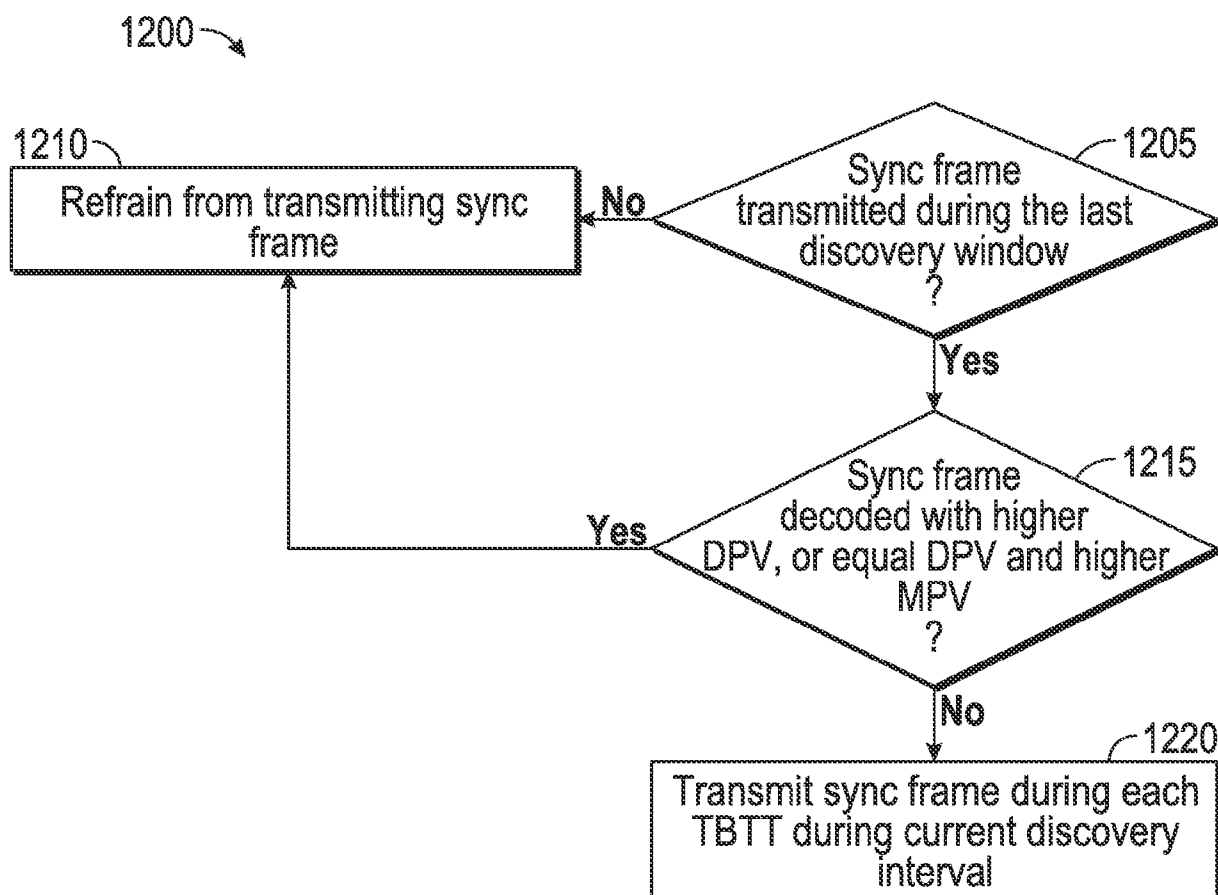 1200
1210
Refrain from transmitting sync
frame
No
1205
Sync frame
transmitted during the last
discovery window
?
Yes
1215
Sync frame
decoded with higher
DPV, or equal DPV and higher
MPV
?
Yes
No
1220
Transmit sync frame during each
TBTT during current discovery
interval